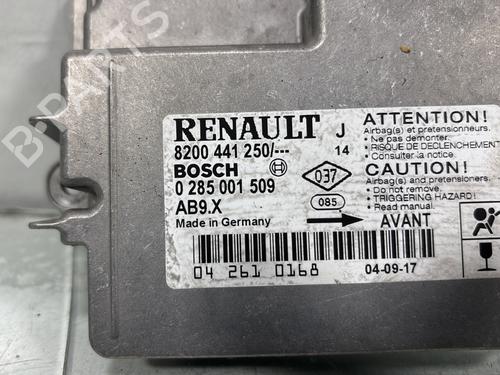 B-PARTS
RENAULT J
8200 441 250/--- 14
BOSCH
0 285 001 509
AB9.X
Made in Germany
037
085
ATTENTION!
Airbag(s) et pretensionneurs.
• Ne pas demonter.
• RISQUE DE DECLENCHEMENT
• Consulter la notice.
CAUTION!
Airbag(s) and pretensioners.
• Do not remove.
• TRIGGERING HAZARD!
• Read manual.
AVANT
04 261 0168
04-09-17